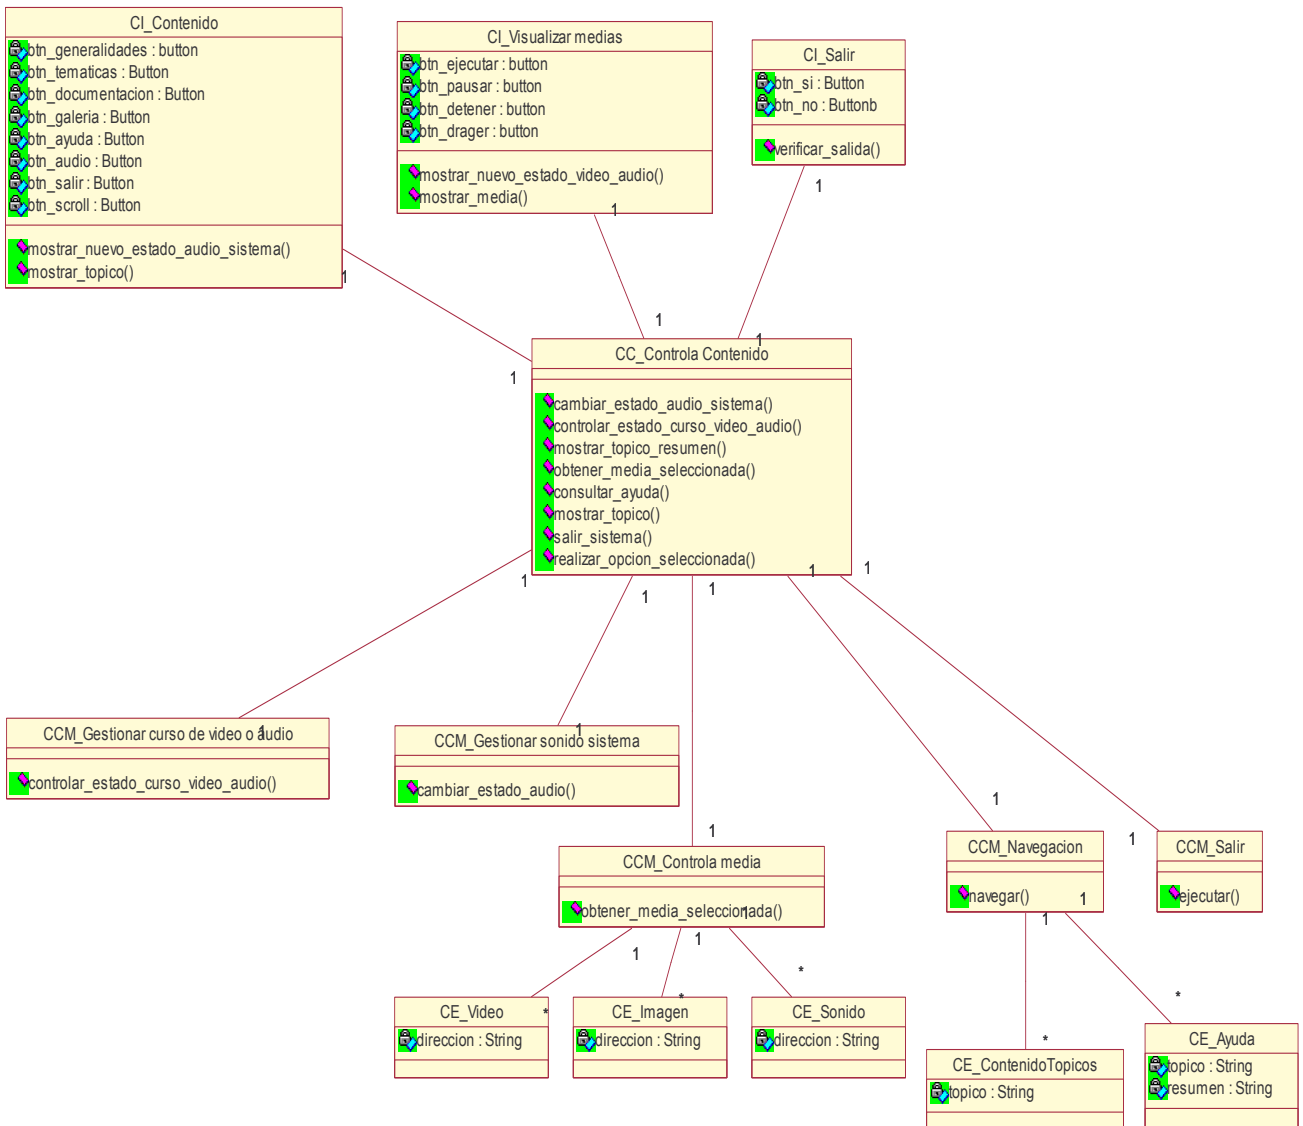 CI_Contenido
btn_generalidades : button
btn_tematicas : Button
btn_documentacion : Button
btn_galeria : Button
btn_ayuda : Button
btn_audio : Button
btn_salir : Button
btn_scroll : Button
mostrar_nuevo_estado_audio_sistema()
mostrar_topico()
CI_Visualizar medias
btn_ejecutar : button
btn_pausar : button
btn_detener : button
btn_drager : button
mostrar_nuevo_estado_video_audio()
mostrar_media()
CI_Salir
btn_si : Button
btn_no : Buttonb
verificar_salida()
1
1
1
1
1
1
CC_Controla Contenido
cambiar_estado_audio_sistema()
controlar_estado_curso_video_audio()
mostrar_topico_resumen()
obtener_media_seleccionada()
consultar_ayuda()
mostrar_topico()
salir_sistema()
realizar_opcion_seleccionada()
1
1
1
1
1
CCM_Gestionar curso de video o audio
1
controlar_estado_curso_video_audio()
CCM_Gestionar sonido sistema
1
cambiar_estado_audio()
1
CCM_Controla media
obtener_media_seleccionada()
1
1
1
1
CCM_Navegacion
navegar()
1
1
1
CCM_Salir
ejecutar()
*
CE_Video
direccion : String
*
CE_Imagen
direccion : String
*
CE_Sonido
direccion : String
*
CE_ContenidoTopicos
topico : String
*
CE_Ayuda
topico : String
resumen : String